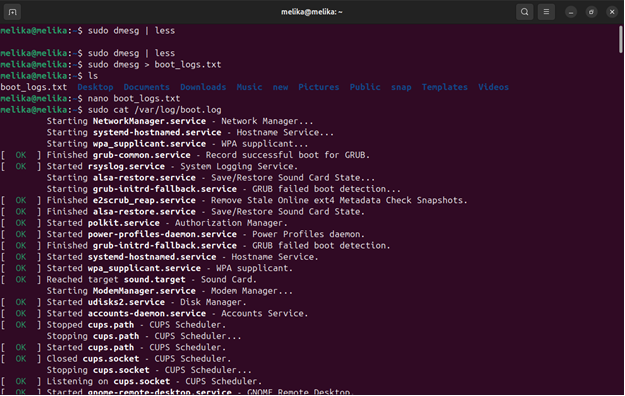 melika@melika: ~
melika@melika:~$ sudo dmesg | less
melika@melika:~$ sudo dmesg | less
melika@melika:~$ sudo dmesg > boot_logs.txt
melika@melika:~$ ls
boot_logs.txt Desktop Documents Downloads Music new Pictures Public snap Templates Videos
melika@melika:~$ nano boot_logs.txt
melika@melika:~$ sudo cat /var/log/boot.log
Starting NetworkManager.service - Network Manager...
Starting systemd-hostnamed.service - Hostname Service...
Starting wpa_supplicant.service - WPA supplicant...
[ OK ] Finished grub-common.service - Record successful boot for GRUB.
[ OK ] Started rsyslog.service - System Logging Service.
Starting alsa-restore.service - Save/Restore Sound Card State...
Starting grub-initrd-fallback.service - GRUB failed boot detection...
[ OK ] Finished e2scrub_reap.service - Remove Stale Online ext4 Metadata Check Snapshots.
[ OK ] Finished alsa-restore.service - Save/Restore Sound Card State.
[ OK ] Started polkit.service - Authorization Manager.
[ OK ] Started power-profiles-daemon.service - Power Profiles daemon.
[ OK ] Finished grub-initrd-fallback.service - GRUB failed boot detection.
[ OK ] Started systemd-hostnamed.service - Hostname Service.
[ OK ] Started wpa_supplicant.service - WPA supplicant.
[ OK ] Reached target sound.target - Sound Card.
Starting ModemManager.service - Modem Manager...
[ OK ] Started udisks2.service - Disk Manager.
[ OK ] Started accounts-daemon.service - Accounts Service.
[ OK ] Stopped cups.path - CUPS Scheduler.
Stopping cups.path - CUPS Scheduler...
[ OK ] Started cups.path - CUPS Scheduler.
[ OK ] Closed cups.socket - CUPS Scheduler.
Stopping cups.socket - CUPS Scheduler...
[ OK ] Listening on cups.socket - CUPS Scheduler.
[ OK ] Started gnome-remote-desktop.service - GNOME Remote Desktop.